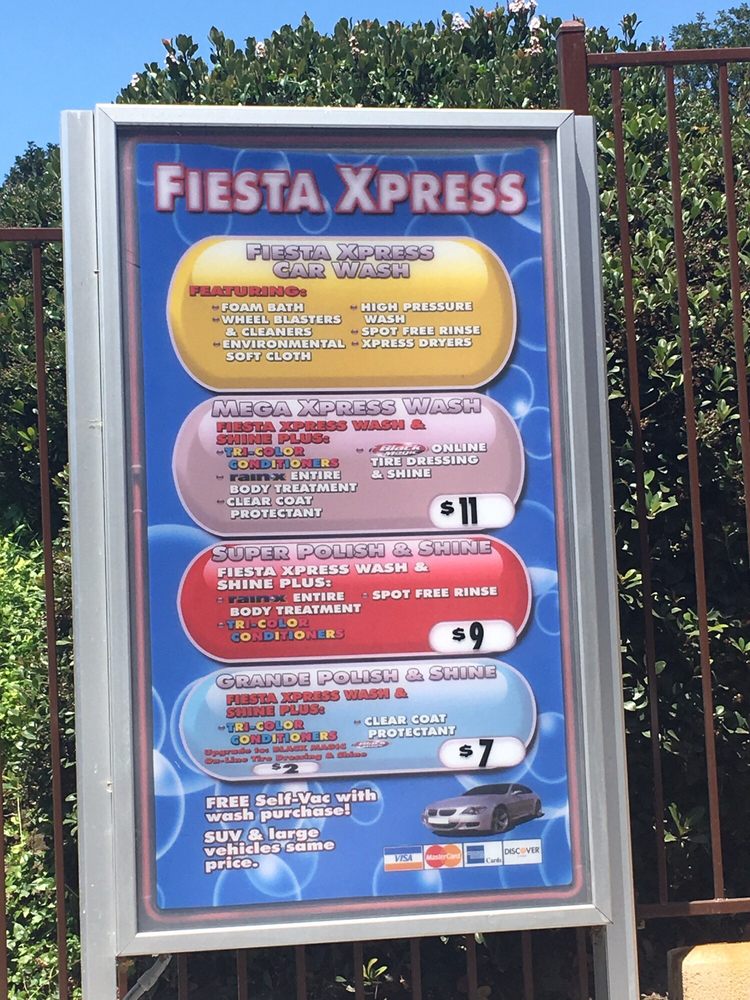 FIESTA XPRESS
FIESTA XPRESS
CAR WASH
FEATURING:
- FOAM BATH
- WHEEL BLASTERS
& CLEANERS
- ENVIRONMENTAL
SOFT CLOTH
- HIGH PRESSURE
WASH
- SPOT FREE RINSE
- XPRESS DRYERS
MEGA XPRESS WASH
FIESTA XPRESS WASH &
SHINE PLUS:
- TRI-COLOR
CONDITIONERS
- rain-x ENTIRE
BODY TREATMENT
- CLEAR COAT
PROTECTANT
- Black Magic ONLINE
TIRE DRESSING
& SHINE
$11
SUPER POLISH & SHINE
FIESTA XPRESS WASH &
SHINE PLUS:
- rain-x ENTIRE
BODY TREATMENT
- TRI-COLOR
CONDITIONERS
- SPOT FREE RINSE
$9
GRANDE POLISH & SHINE
FIESTA XPRESS WASH &
SHINE PLUS:
- TRI-COLOR
CONDITIONERS
- CLEAR COAT
PROTECTANT
Upgrade to: BLACK MAGIC
On-Line Tire Dressing & Shine
$2
$7
FREE Self-Vac with
wash purchase!
SUV & large
vehicles same
price.
VISA MasterCard Cards DISCOVER